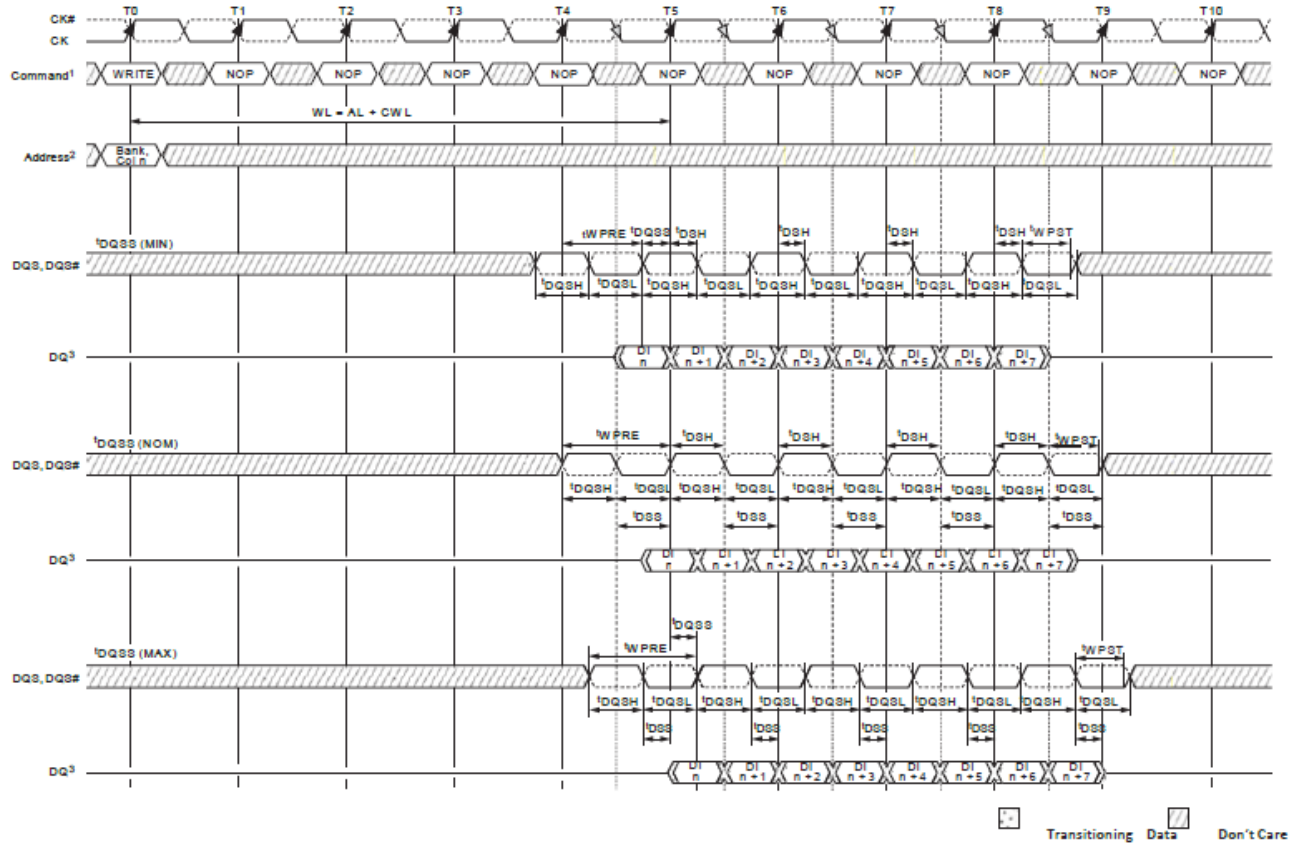 CK#
CK
T0 T1 T2 T3 T4 T5 T6 T7 T8 T9 T10
Command¹ WRITE NOP NOP NOP NOP NOP NOP NOP NOP NOP NOP
WL = AL + CWL
Address² Bank, Col n
tDQSS (MIN)
tWPRE tDQSS tDSH tDSH tDSH tDSH tWPST
DQS, DQS#
tDQSH tDQSL tDQSH tDQSL tDQSH tDQSL tDQSH tDQSL tDQSH tDQSL
DQ³ DI n DI n + 1 DI n + 2 DI n + 3 DI n + 4 DI n + 5 DI n + 6 DI n + 7
tDQSS (NOM)
tWPRE tDSH tDSH tDSH tDSH tWPST
DQS, DQS#
tDQSH tDQSL tDQSH tDQSL tDQSH tDQSL tDQSH tDQSL tDQSH tDQSL
tDSS tDSS tDSS tDSS tDSS
DQ³ DI n DI n + 1 DI n + 2 DI n + 3 DI n + 4 DI n + 5 DI n + 6 DI n + 7
tDQSS
tDQSS (MAX)
tWPRE tWPST
DQS, DQS#
tDQSH tDQSL tDQSH tDQSL tDQSH tDQSL tDQSH tDQSL tDQSH tDQSL
tDSS tDSS tDSS tDSS tDSS
DQ³ DI n DI n + 1 DI n + 2 DI n + 3 DI n + 4 DI n + 5 DI n + 6 DI n + 7
Transitioning Data Don't Care